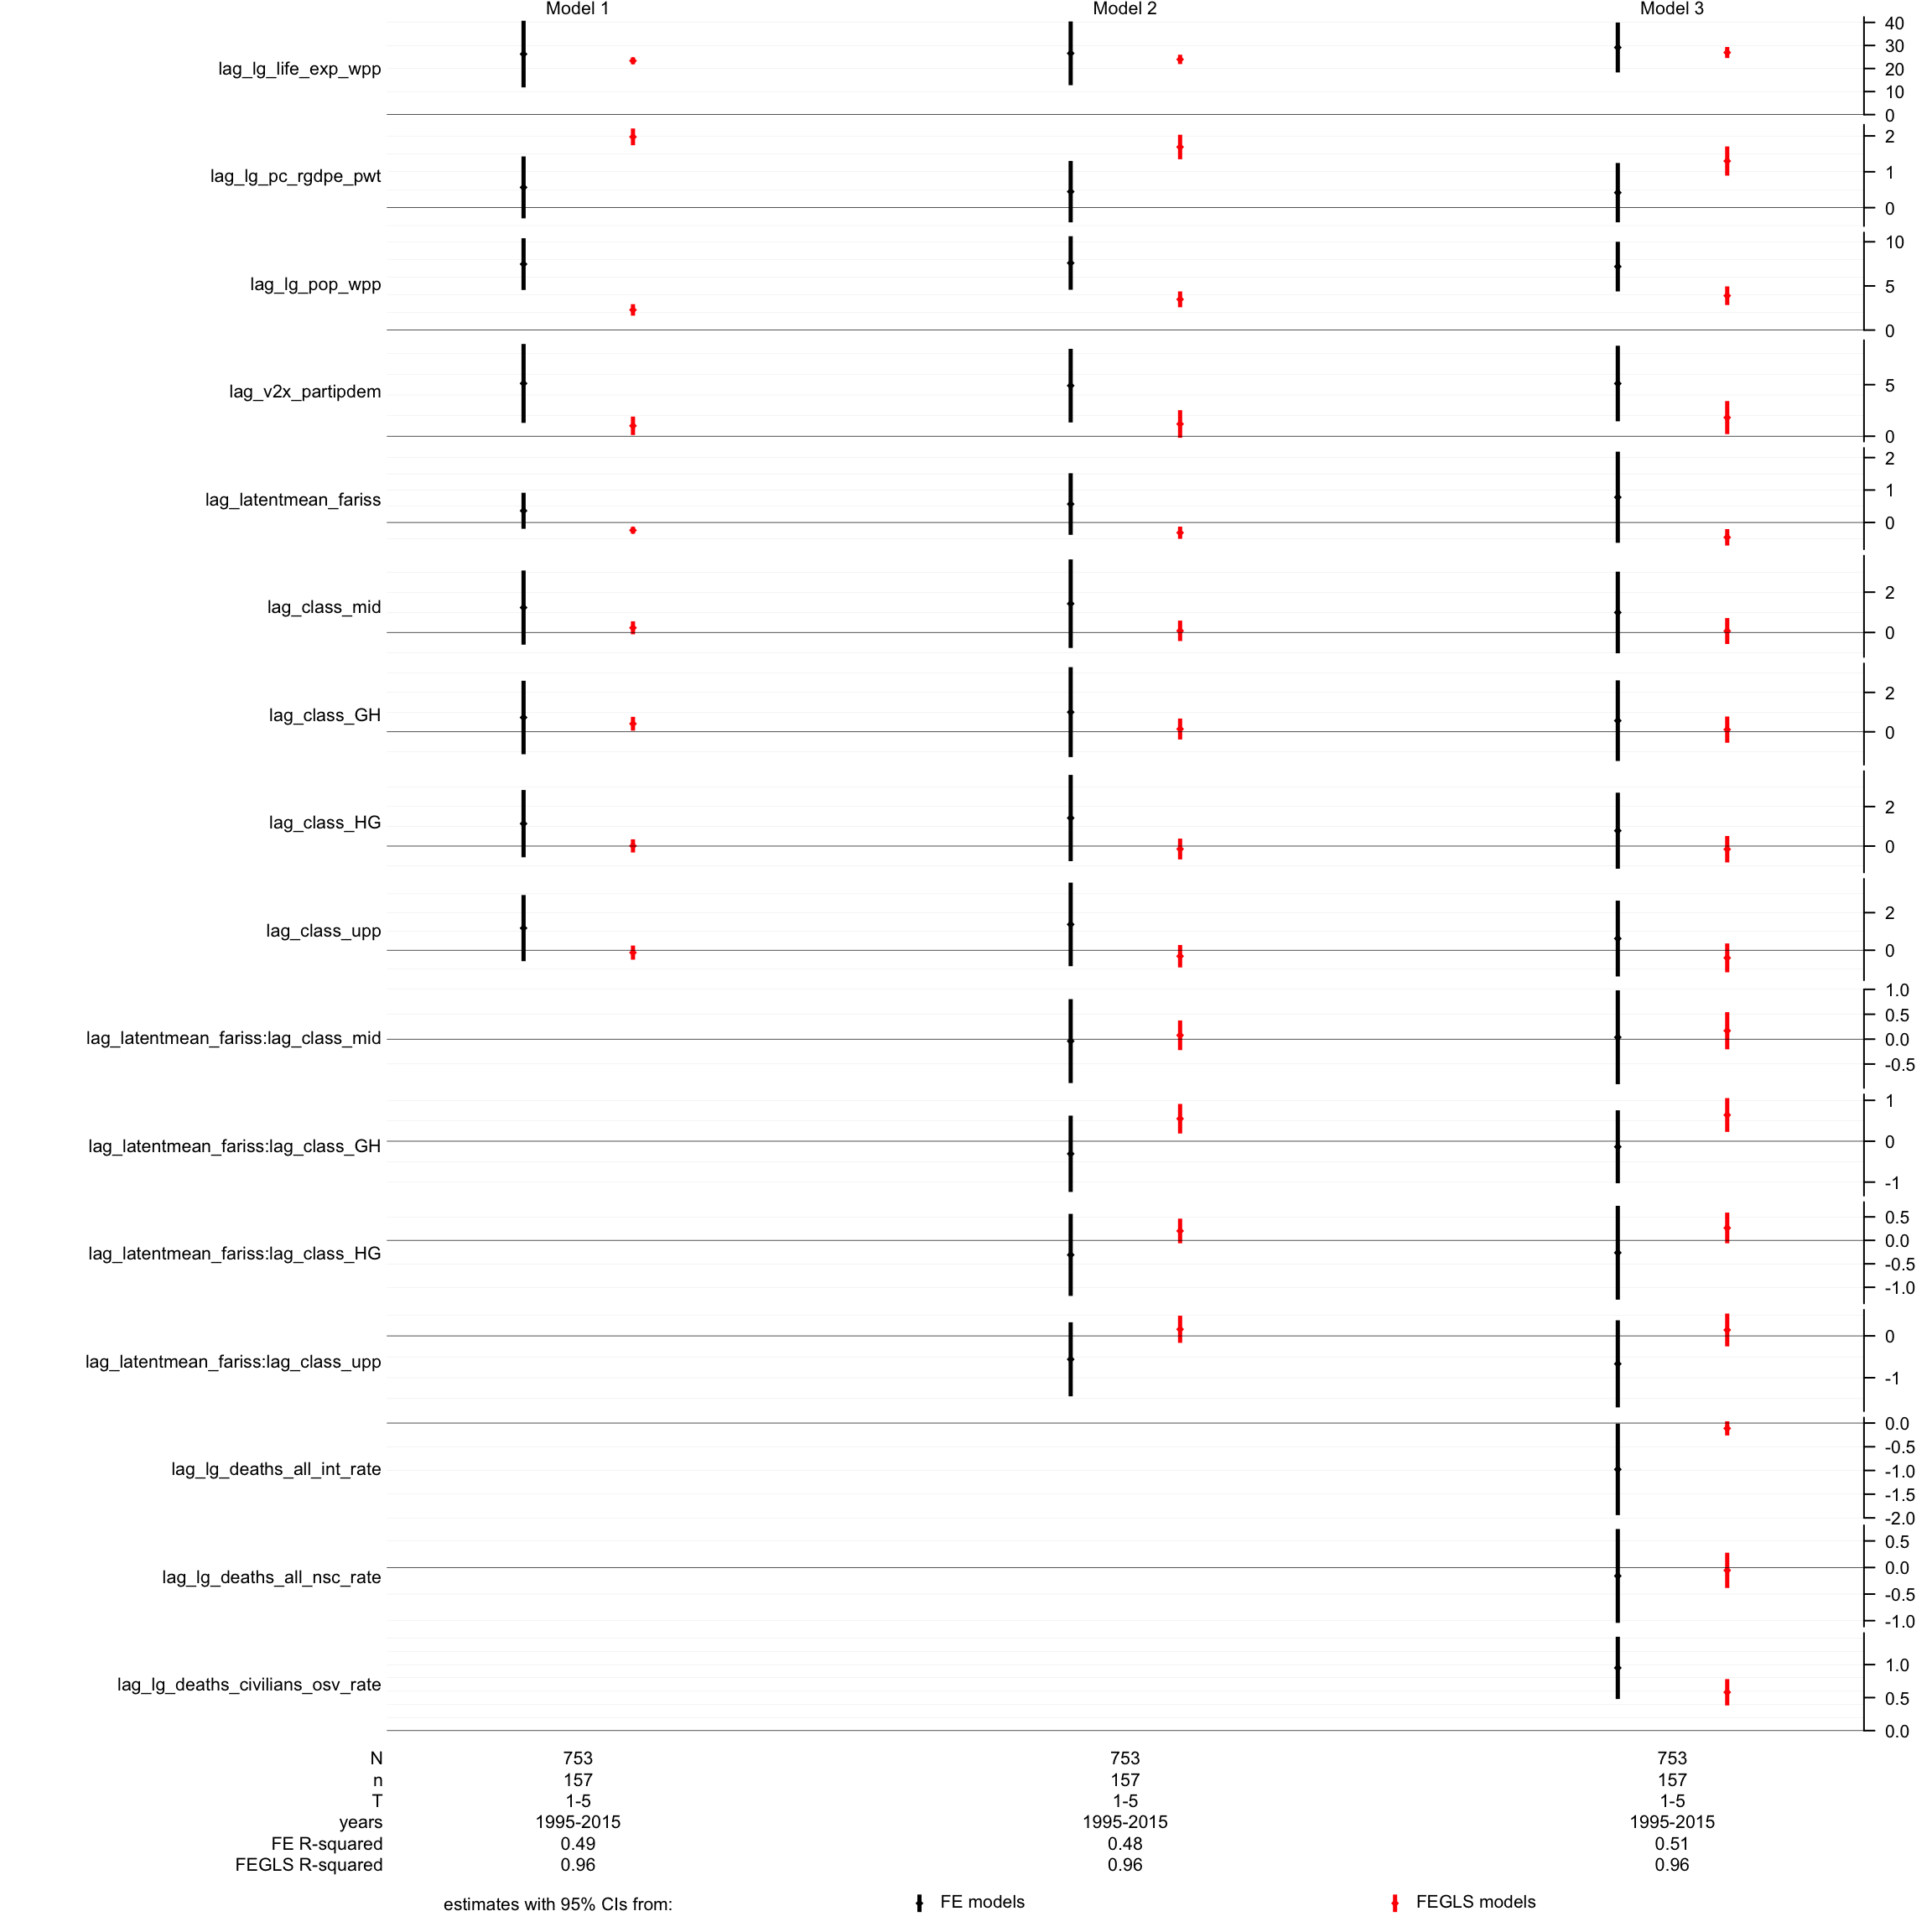 Model 1 Model 2 Model 3
lag_lg_life_exp_wpp
40
30
20
10
0
lag_lg_pc_rgdpe_pwt
2
1
0
lag_lg_pop_wpp
10
5
0
lag_v2x_partipdem
5
0
lag_latentmean_fariss
2
1
0
lag_class_mid
2
0
lag_class_GH
2
0
lag_class_HG
2
0
lag_class_upp
2
0
lag_latentmean_fariss:lag_class_mid
1.0
0.5
0.0
-0.5
lag_latentmean_fariss:lag_class_GH
1
0
-1
lag_latentmean_fariss:lag_class_HG
0.5
0.0
-0.5
-1.0
lag_latentmean_fariss:lag_class_upp
0
-1
lag_lg_deaths_all_int_rate
0.0
-0.5
-1.0
-1.5
-2.0
lag_lg_deaths_all_nsc_rate
0.5
0.0
-0.5
-1.0
lag_lg_deaths_civilians_osv_rate
1.0
0.5
0.0
N 753 753 753
n 157 157 157
T 1-5 1-5 1-5
years 1995-2015 1995-2015 1995-2015
FE R-squared 0.49 0.48 0.51
FEGLS R-squared 0.96 0.96 0.96
estimates with 95% CIs from: FE models FEGLS models